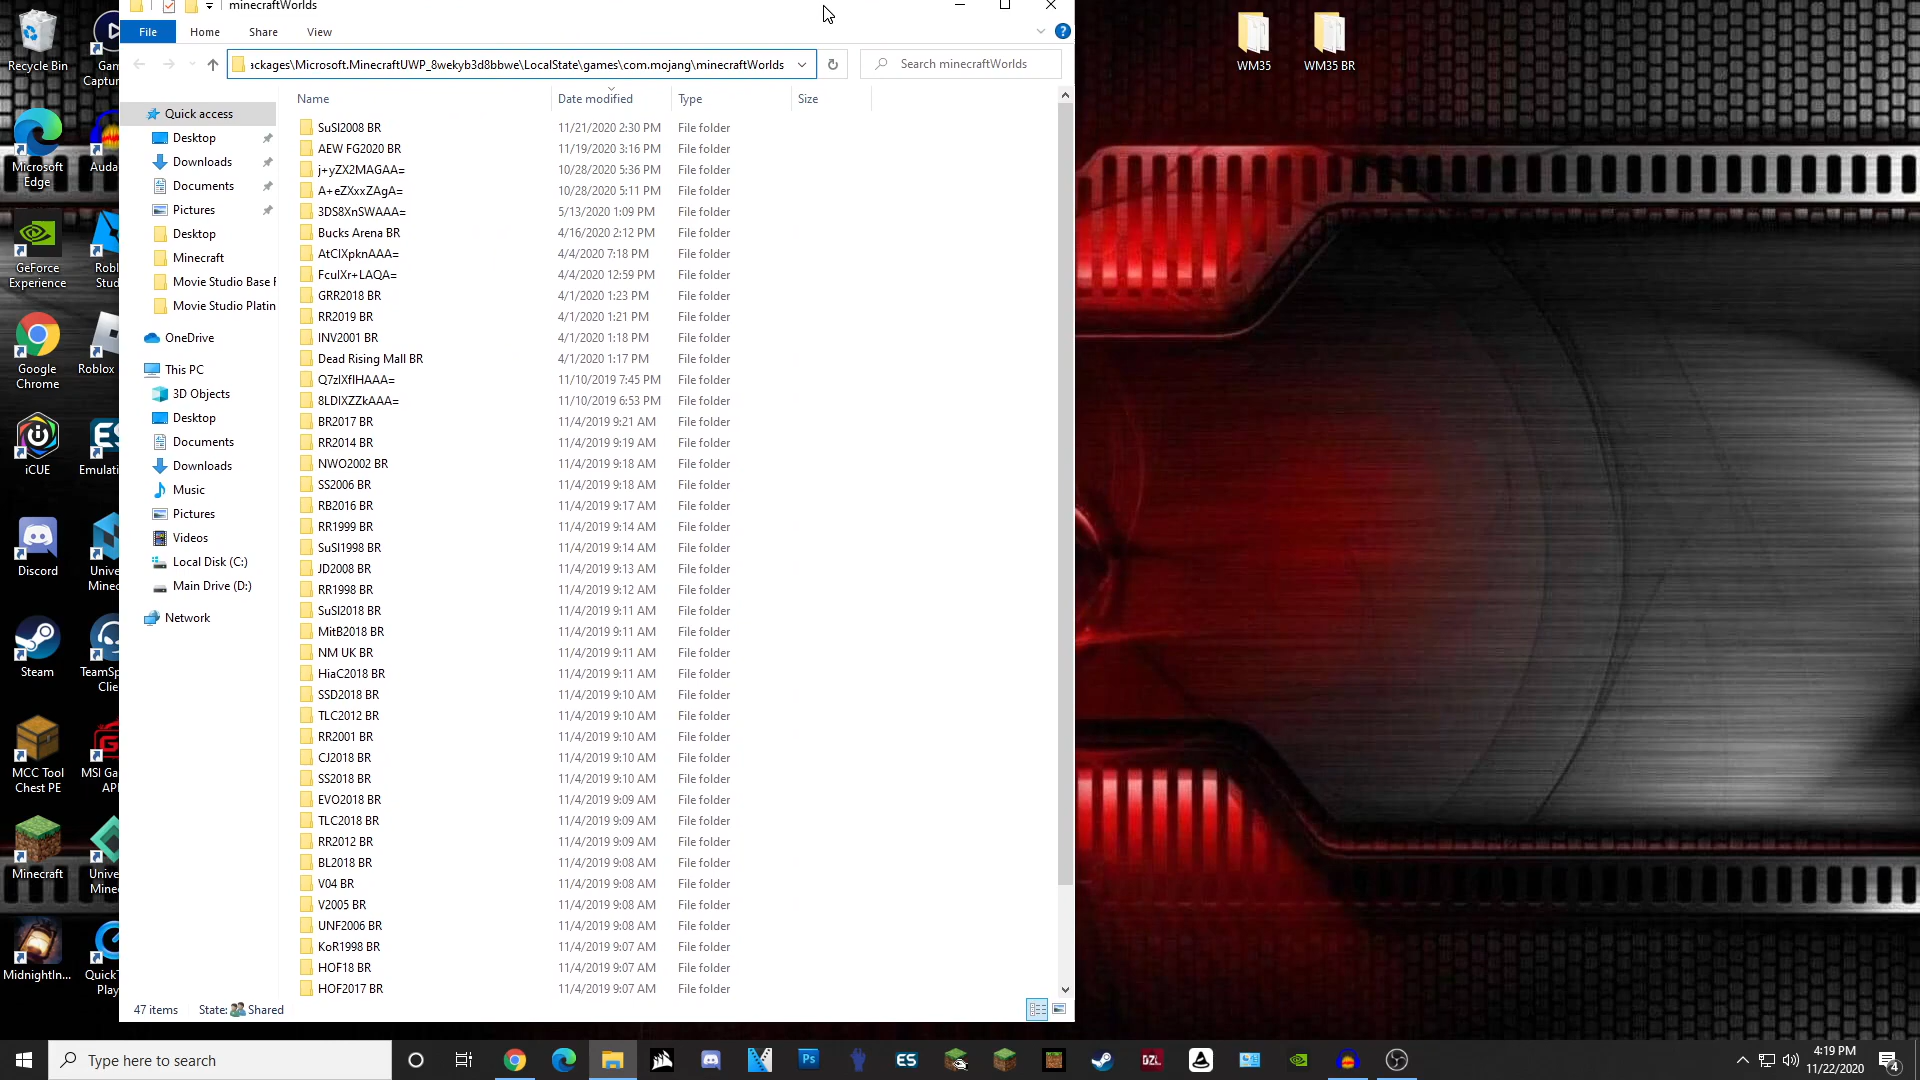 minecraftWorlds
File
Home
Share
View
ackages\Microsoft.MinecraftUWP_8wekyb3d8bbwe\LocalState\games\com.mojang\minecraftWorlds
Search minecraftWorlds
Name
Date modified
Type
Size
Quick access
Desktop
Downloads
Documents
Pictures
Desktop
Minecraft
Movie Studio Base F
Movie Studio Platin
OneDrive
This PC
3D Objects
Desktop
Documents
Downloads
Music
Pictures
Videos
Local Disk (C:)
Main Drive (D:)
Network
SuSI2008 BR 11/21/2020 2:30 PM File folder
AEW FG2020 BR 11/19/2020 3:16 PM File folder
j+yZX2MAGAA= 10/28/2020 5:36 PM File folder
A+eZXxxZAgA= 10/28/2020 5:11 PM File folder
3DS8XnSWAAA= 5/13/2020 1:09 PM File folder
Bucks Arena BR 4/16/2020 2:12 PM File folder
4/4/2020 7:18 PM File folder
4/4/2020 12:59 PM File folder
GRR2018 BR 4/1/2020 1:23 PM File folder
RR2019 BR 4/1/2020 1:21 PM File folder
INV2001 BR 4/1/2020 1:18 PM File folder
Dead Rising Mall BR 4/1/2020 1:17 PM File folder
11/10/2019 7:45 PM File folder
11/10/2019 6:53 PM File folder
BR2017 BR 11/4/2019 9:21 AM File folder
RR2014 BR 11/4/2019 9:19 AM File folder
NWO2002 BR 11/4/2019 9:18 AM File folder
SS2006 BR 11/4/2019 9:18 AM File folder
RB2016 BR 11/4/2019 9:17 AM File folder
RR1999 BR 11/4/2019 9:14 AM File folder
SuSI1998 BR 11/4/2019 9:14 AM File folder
JD2008 BR 11/4/2019 9:13 AM File folder
RR1998 BR 11/4/2019 9:12 AM File folder
SuSI2018 BR 11/4/2019 9:11 AM File folder
MitB2018 BR 11/4/2019 9:11 AM File folder
NM UK BR 11/4/2019 9:11 AM File folder
HiaC2018 BR 11/4/2019 9:11 AM File folder
SSD2018 BR 11/4/2019 9:10 AM File folder
TLC2012 BR 11/4/2019 9:10 AM File folder
RR2001 BR 11/4/2019 9:10 AM File folder
CJ2018 BR 11/4/2019 9:10 AM File folder
SS2018 BR 11/4/2019 9:10 AM File folder
EVO2018 BR 11/4/2019 9:09 AM File folder
TLC2018 BR 11/4/2019 9:09 AM File folder
RR2012 BR 11/4/2019 9:09 AM File folder
BL2018 BR 11/4/2019 9:08 AM File folder
V04 BR 11/4/2019 9:08 AM File folder
V2005 BR 11/4/2019 9:08 AM File folder
UNF2006 BR 11/4/2019 9:08 AM File folder
KoR1998 BR 11/4/2019 9:07 AM File folder
HOF18 BR 11/4/2019 9:07 AM File folder
HOF2017 BR 11/4/2019 9:07 AM File folder
47 items
State: Shared
Recycle Bin
Gam
Captur
Microsoft
Edge
Auda
GeForce
Experience
Robl
Stud
Google
Chrome
Roblox
iCUE
ES
Emulati
Discord
Unive
Minec
Steam
TeamSp
Clie
MCC Tool
Chest PE
MSI Ga
AP
Minecraft
Unive
Mine
MidnightIn...
QuickT
Play
WM35
WM35 BR
Type here to search
Ps
ES
DZL
4:19 PM
11/22/2020
4